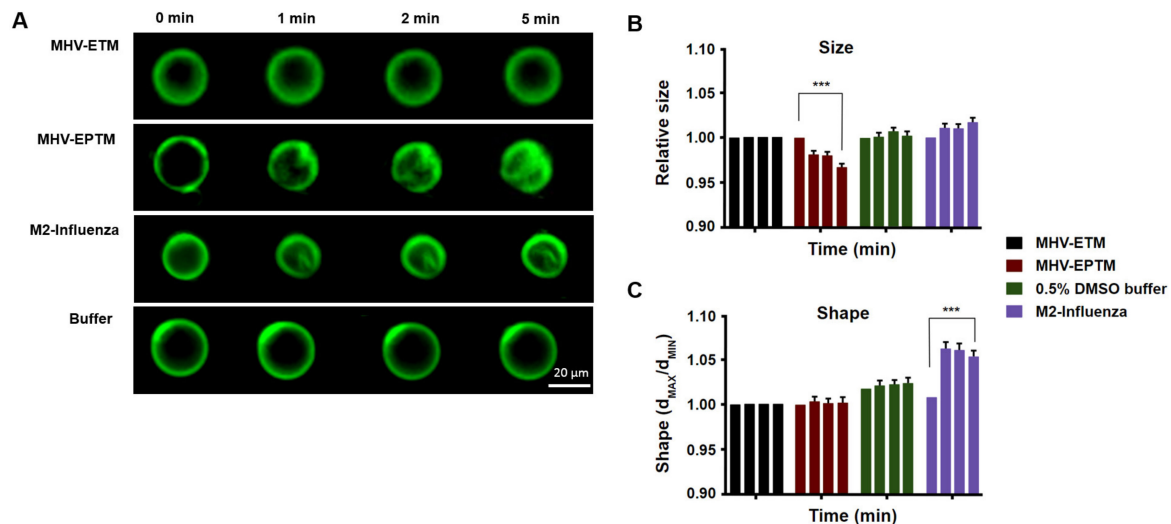 A
0 min 1 min 2 min 5 min
MHV-ETM
MHV-EPTM
M2-Influenza
Buffer
20 µm
B
Size
1.10
1.05
1.00
0.95
0.90
Relative size
***
Time (min)
MHV-ETM
MHV-EPTM
0.5% DMSO buffer
M2-Influenza
C
Shape
1.10
1.05
1.00
0.95
0.90
Shape (dMAX/dMIN)
***
Time (min)